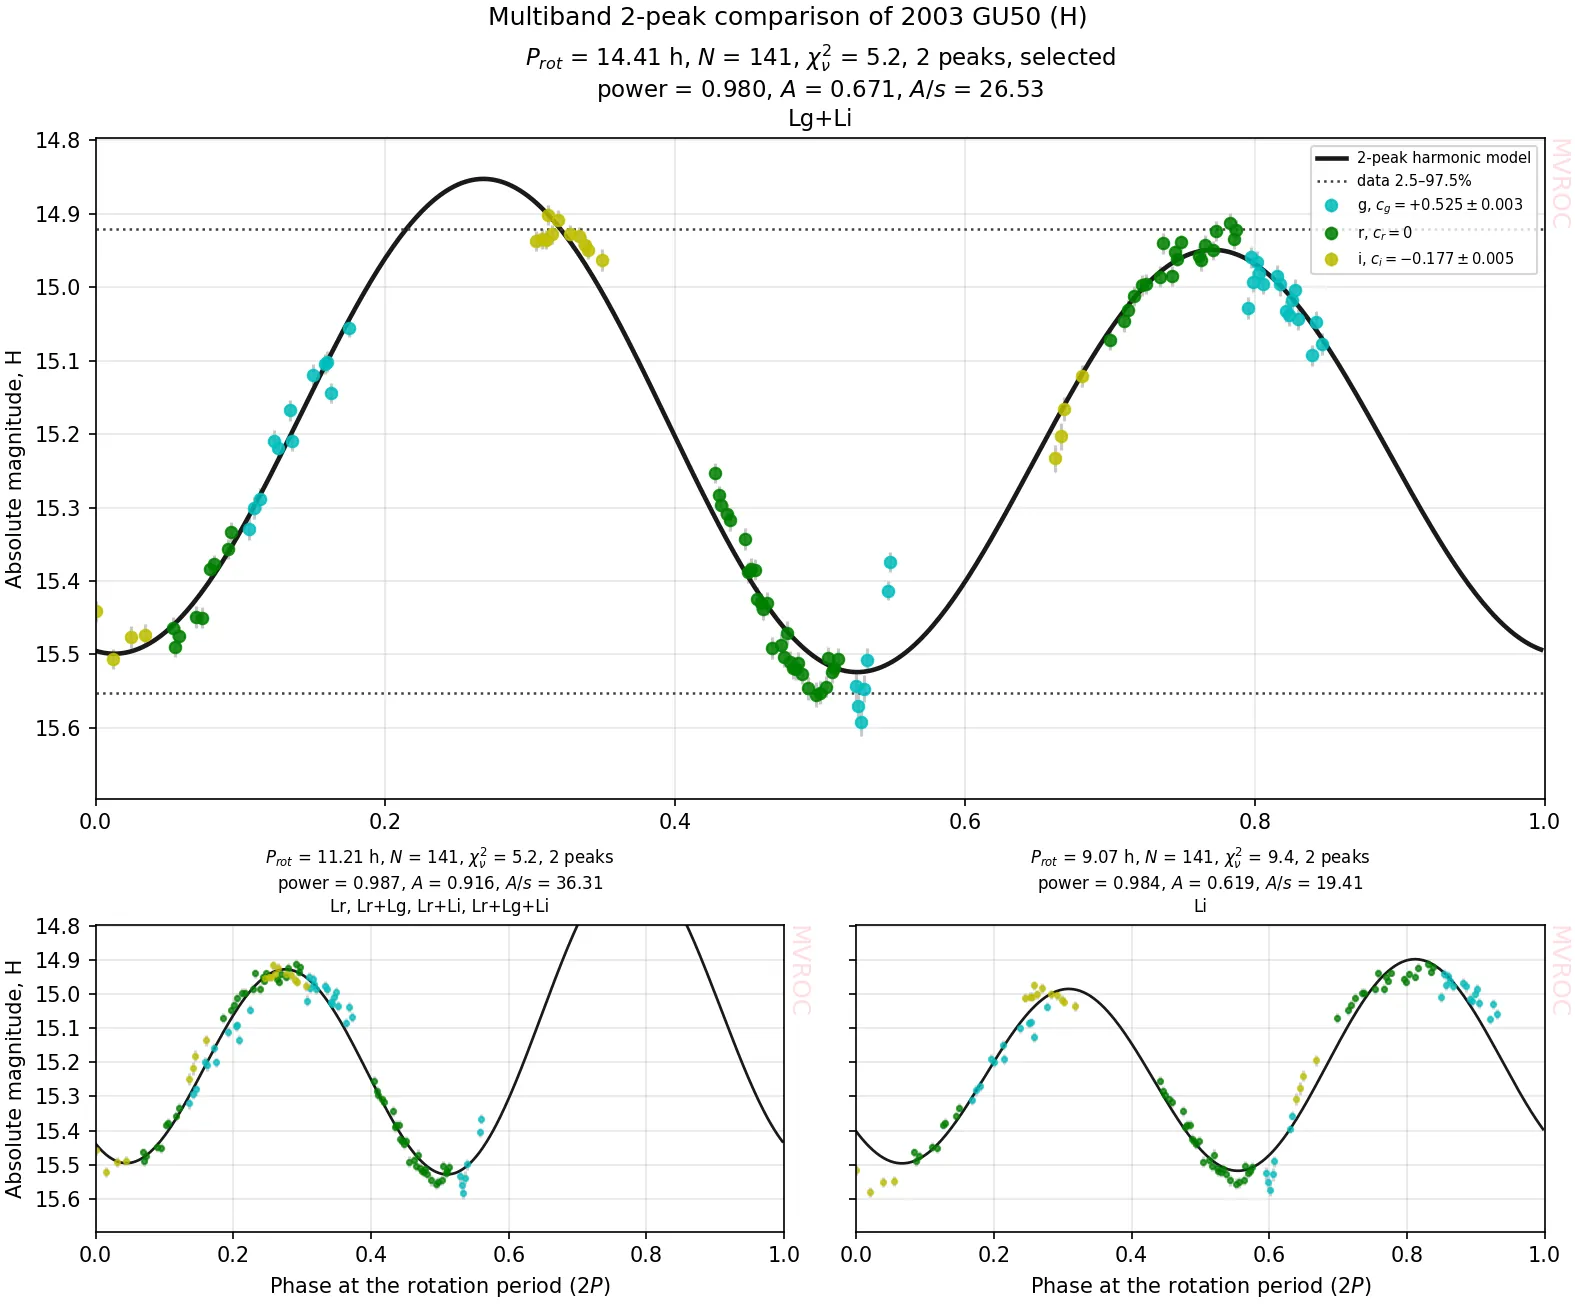 Multiband 2-peak comparison of 2003 GU50 (H)
P_rot = 14.41 h, N = 141, χ²_ν = 5.2, 2 peaks, selected
power = 0.980, A = 0.671, A/s = 26.53
Lg+Li
MVROC
2-peak harmonic model
data 2.5–97.5%
g, c_g = +0.525 ± 0.003
r, c_r = 0
i, c_i = −0.177 ± 0.005
Absolute magnitude, H
14.8
14.9
15.0
15.1
15.2
15.3
15.4
15.5
15.6
0.0 0.2 0.4 0.6 0.8 1.0
P_rot = 11.21 h, N = 141, χ²_ν = 5.2, 2 peaks
power = 0.987, A = 0.916, A/s = 36.31
Lr, Lr+Lg, Lr+Li, Lr+Lg+Li
MVROC
Absolute magnitude, H
14.8
14.9
15.0
15.1
15.2
15.3
15.4
15.5
15.6
0.0 0.2 0.4 0.6 0.8 1.0
Phase at the rotation period (2P)
P_rot = 9.07 h, N = 141, χ²_ν = 9.4, 2 peaks
power = 0.984, A = 0.619, A/s = 19.41
Li
MVROC
0.0 0.2 0.4 0.6 0.8 1.0
Phase at the rotation period (2P)